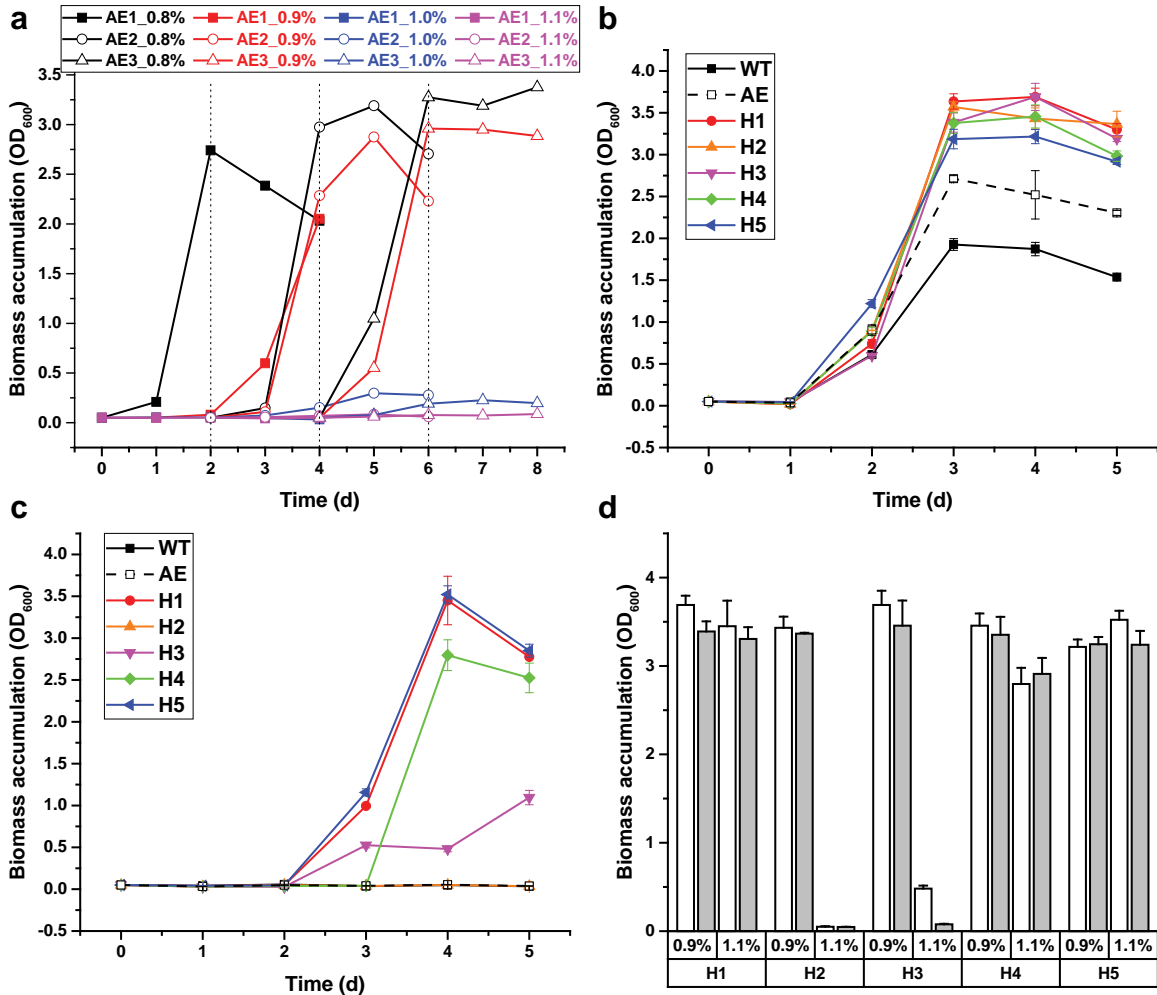 a
AE1_0.8% AE1_0.9% AE1_1.0% AE1_1.1%
AE2_0.8% AE2_0.9% AE2_1.0% AE2_1.1%
AE3_0.8% AE3_0.9% AE3_1.0% AE3_1.1%
Biomass accumulation (OD600)
3.5
3.0
2.5
2.0
1.5
1.0
0.5
0.0
0 1 2 3 4 5 6 7 8
Time (d)
b
WT
AE
H1
H2
H3
H4
H5
Biomass accumulation (OD600)
4.0
3.5
3.0
2.5
2.0
1.5
1.0
0.5
0.0
-0.5
0 1 2 3 4 5
Time (d)
c
WT
AE
H1
H2
H3
H4
H5
Biomass accumulation (OD600)
4.0
3.5
3.0
2.5
2.0
1.5
1.0
0.5
0.0
-0.5
0 1 2 3 4 5
Time (d)
d
Biomass accumulation (OD600)
4
3
2
1
0
0.9% 1.1% 0.9% 1.1% 0.9% 1.1% 0.9% 1.1% 0.9% 1.1%
H1 H2 H3 H4 H5